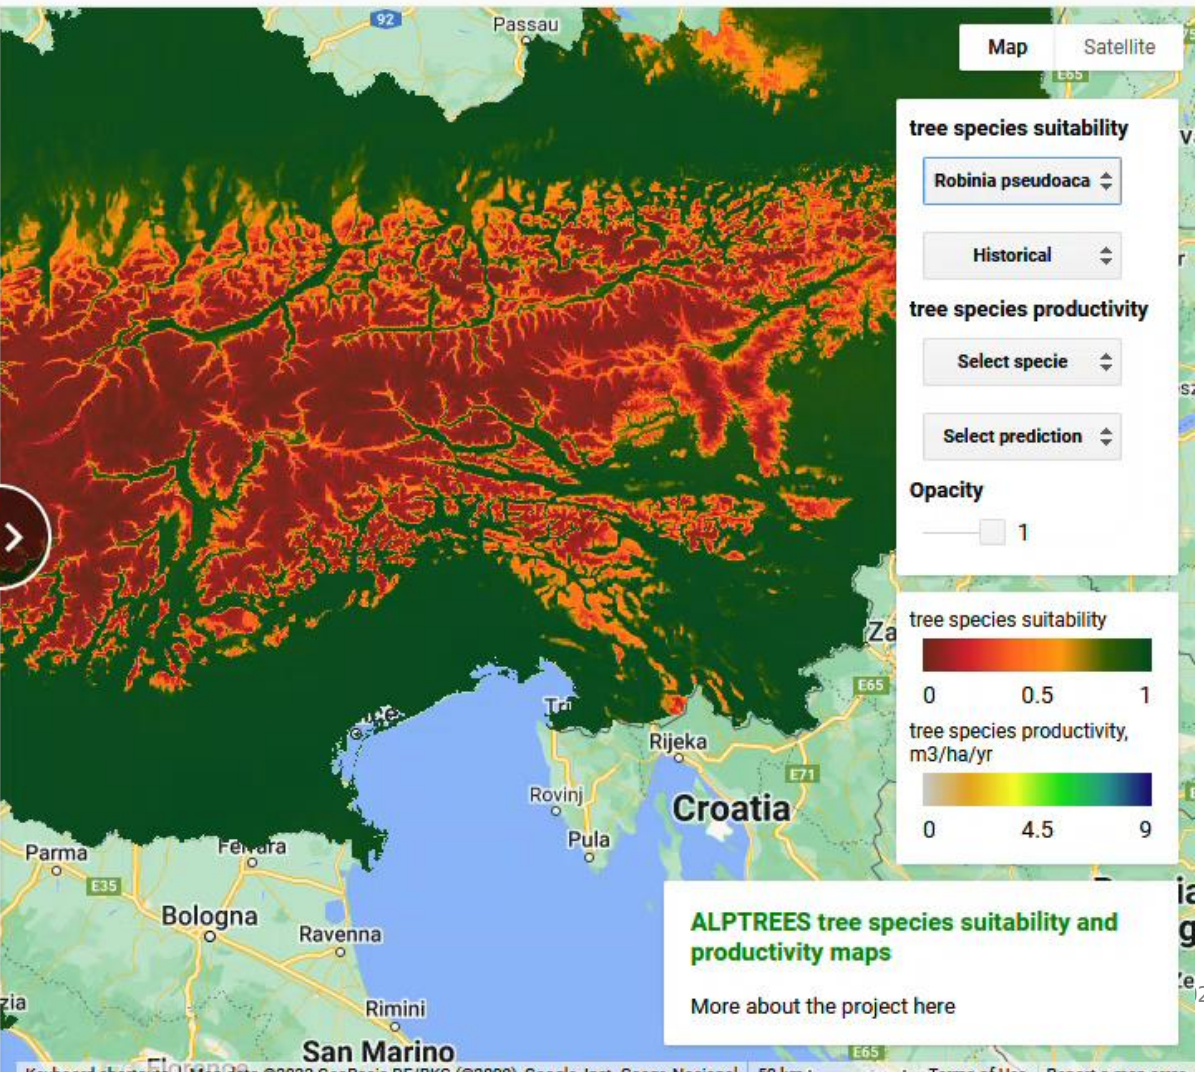 92
Passau
Map
Satellite
E65
tree species suitability
Robinia pseudoaca
Historical
tree species productivity
Select specie
Select prediction
Opacity
1
tree species suitability
0 0.5 1
tree species productivity,
m3/ha/yr
0 4.5 9
Za
E65
Rijeka
E71
Rovinj
Croatia
Pula
Parma
Ferrara
E35
Bologna
Ravenna
ALPTREES tree species suitability and
productivity maps
More about the project here
zia
Rimini
San Marino
E65